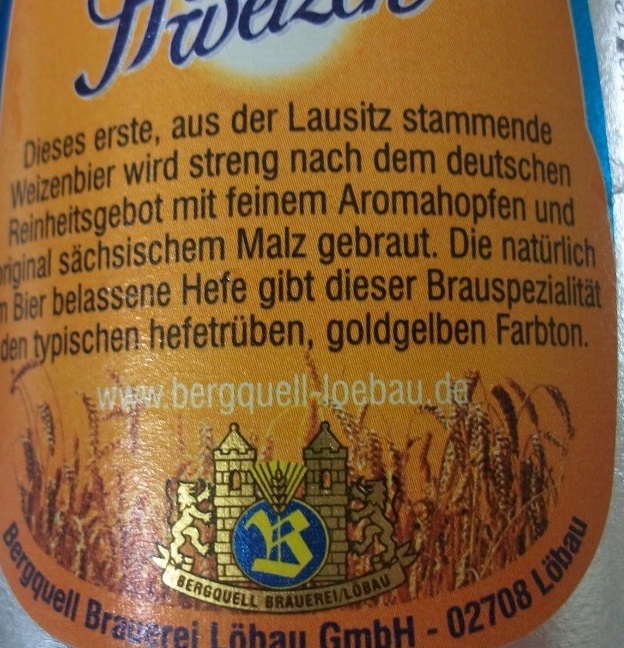 Dieses erste, aus der Lausitz stammende
Weizenbier wird streng nach dem deutschen
Reinheitsgebot mit feinem Aromahopfen und
original sächsischem Malz gebraut. Die natürlich
Bier belassene Hefe gibt dieser Brauspezialität
den typischen hefetrüben, goldgelben Farbton.
www.bergquell-loebau.de
B
BERGQUELL BRAUEREI/LÖBAU
Bergquell Brauerei Löbau GmbH - 02708 Löbau